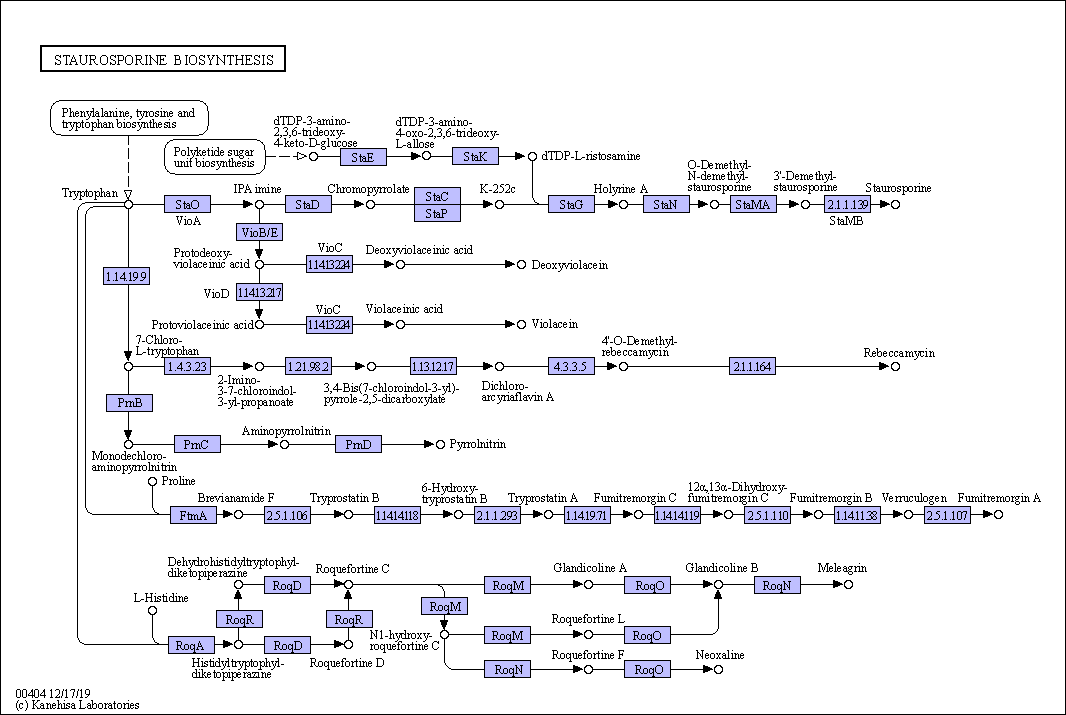 STAUROSPORINE BIOSYNTHESIS
Phenylalanine, tyrosine and
tryptophan biosynthesis
Polyketide sugar
unit biosynthesis
dTDP-3-amino-
2,3,6-trideoxy-
4-keto-D-glucose
StaE
dTDP-3-amino-
4-oxo-2,3,6-trideoxy-
L-allose
StaK
dTDP-L-ristosamine
Tryptophan
StaO
VioA
IPA imine
StaD
Chromopyrrolate
StaC
StaP
K-252c
StaG
Holyrine A
StaN
O-Demethyl-
N-demethyl-
staurosporine
StaMA
3'-Demethyl-
staurosporine
2.1.1.139
StaMB
Staurosporine
VioB/E
Protodeoxy-
violaceinic acid
VioC
1.14.13.224
Deoxyviolaceinic acid
Deoxyviolacein
1.14.19.9
VioD
1.14.13.217
Protoviolaceinic acid
VioC
1.14.13.224
Violaceinic acid
Violacein
7-Chloro-
L-tryptophan
1.4.3.23
2-Imino-
3-7-chloroindol-
3-yl-propanoate
1.21.98.2
3,4-Bis(7-chloroindol-3-yl)-
pyrrole-2,5-dicarboxylate
1.13.12.17
Dichloro-
arcyriaflavin A
4.3.3.5
4'-O-Demethyl-
rebeccamycin
2.1.1.164
Rebeccamycin
PrnB
Monodechloro-
aminopyrrolnitrin
PrnC
Aminopyrrolnitrin
PrnD
Pyrrolnitrin
Proline
FtmA
Brevianamide F
2.5.1.106
Tryprostatin B
1.14.14.118
6-Hydroxy-
tryprostatin B
2.1.1.293
Tryprostatin A
1.14.19.71
Fumitremorgin C
1.14.14.119
12α,13α-Dihydroxy-
fumitremorgin C
2.5.1.110
Fumitremorgin B
1.14.11.38
Verruculogen
2.5.1.107
Fumitremorgin A
Dehydrohistidyltryptophyl-
diketopiperazine
RoqD
Roquefortine C
RoqM
Glandicoline A
RoqO
Glandicoline B
RoqN
Meleagrin
L-Histidine
RoqR
RoqR
RoqM
RoqA
Histidyltryptophyl-
diketopiperazine
RoqD
Roquefortine D
N1-hydroxy-
roquefortine C
RoqM
Roquefortine L
RoqO
RoqN
Roquefortine F
RoqO
Neoxaline
00404 12/17/19
(c) Kanehisa Laboratories